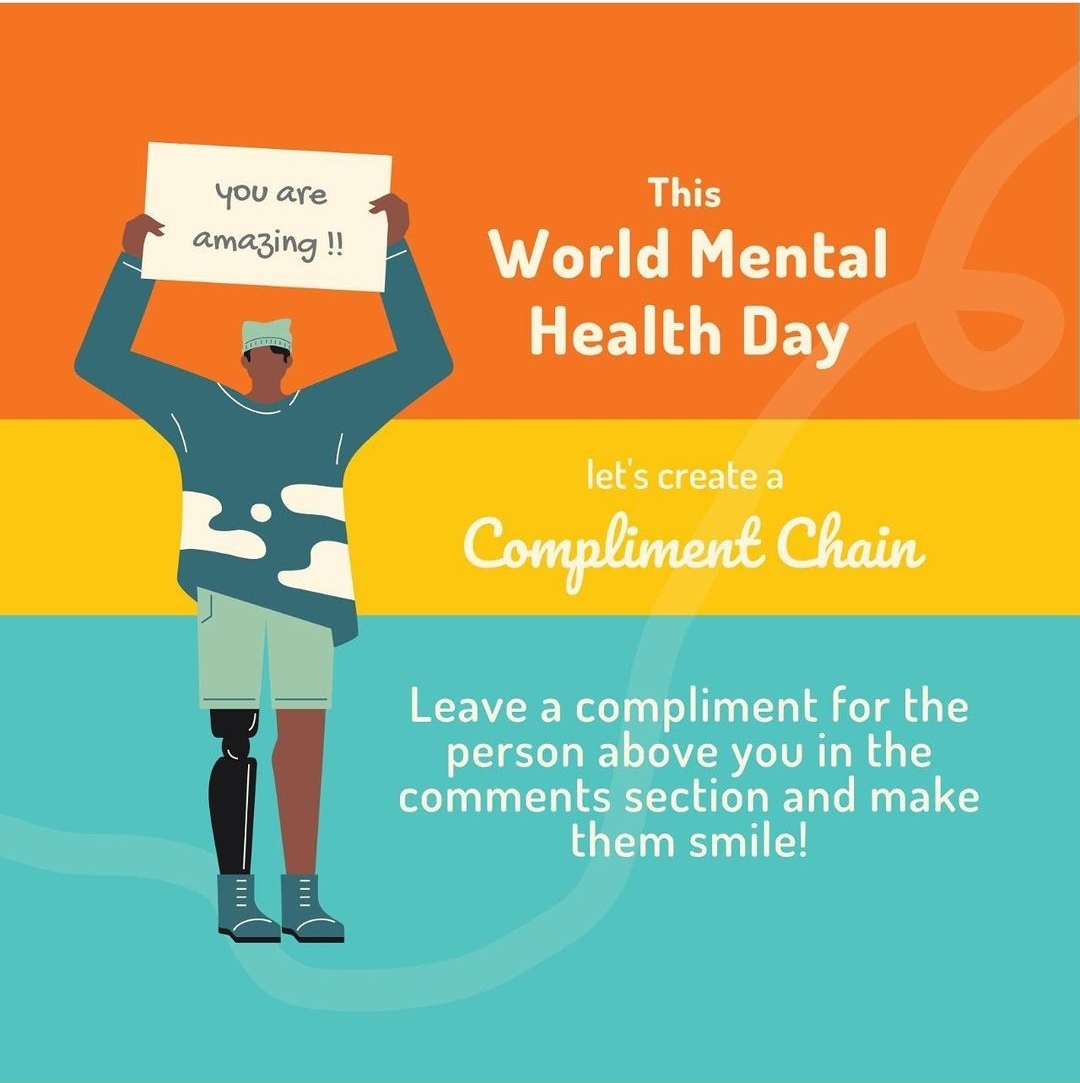 you are
amazing !!
This
World Mental
Health Day
let's create a
Compliment Chain
Leave a compliment for the
person above you in the
comments section and make
them smile!